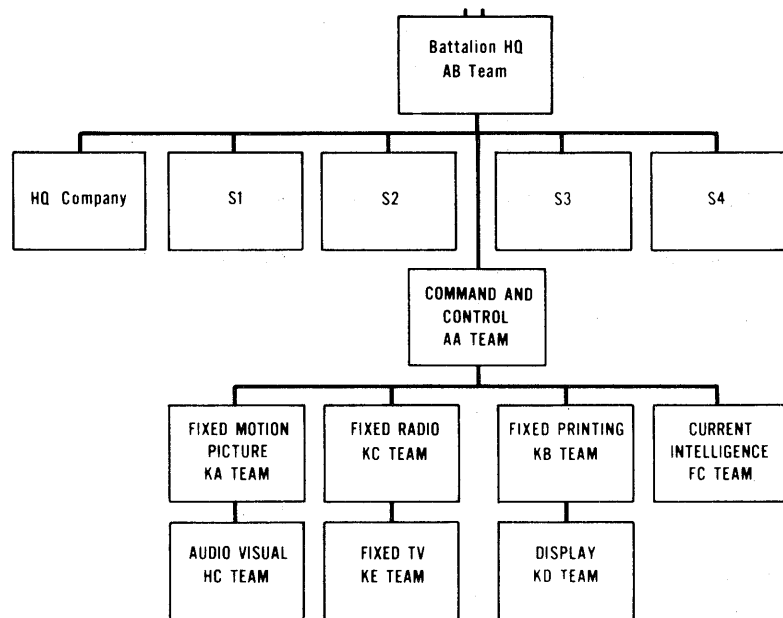 Battalion HQ
AB Team
HQ Company
S1
S2
S3
S4
COMMAND AND
CONTROL
AA TEAM
FIXED MOTION
PICTURE
KA TEAM
FIXED RADIO
KC TEAM
FIXED PRINTING
KB TEAM
CURRENT
INTELLIGENCE
FC TEAM
AUDIO VISUAL
HC TEAM
FIXED TV
KE TEAM
DISPLAY
KD TEAM